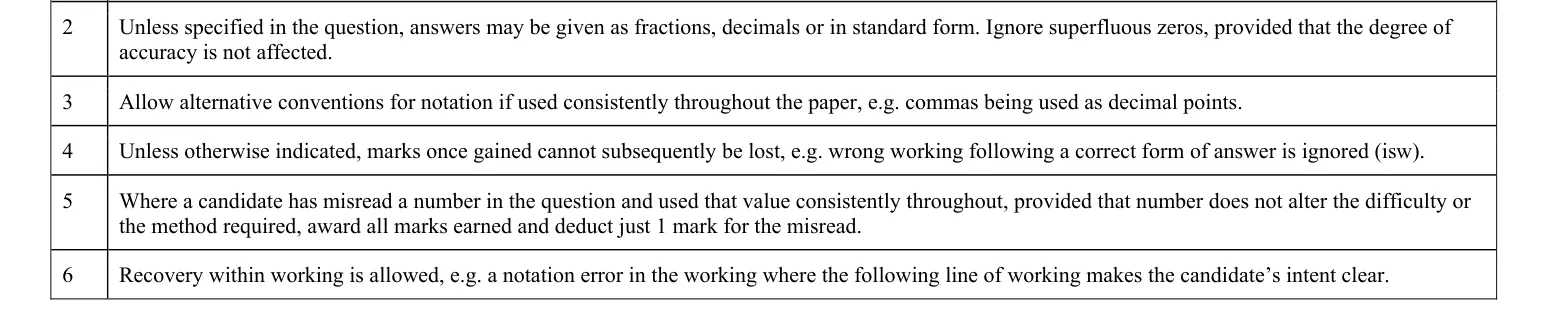 2 Unless specified in the question, answers may be given as fractions, decimals or in standard form. Ignore superfluous zeros, provided that the degree of
accuracy is not affected.
3 Allow alternative conventions for notation if used consistently throughout the paper, e.g. commas being used as decimal points.
4 Unless otherwise indicated, marks once gained cannot subsequently be lost, e.g. wrong working following a correct form of answer is ignored (isw).
5 Where a candidate has misread a number in the question and used that value consistently throughout, provided that number does not alter the difficulty or
the method required, award all marks earned and deduct just 1 mark for the misread.
6 Recovery within working is allowed, e.g. a notation error in the working where the following line of working makes the candidate’s intent clear.